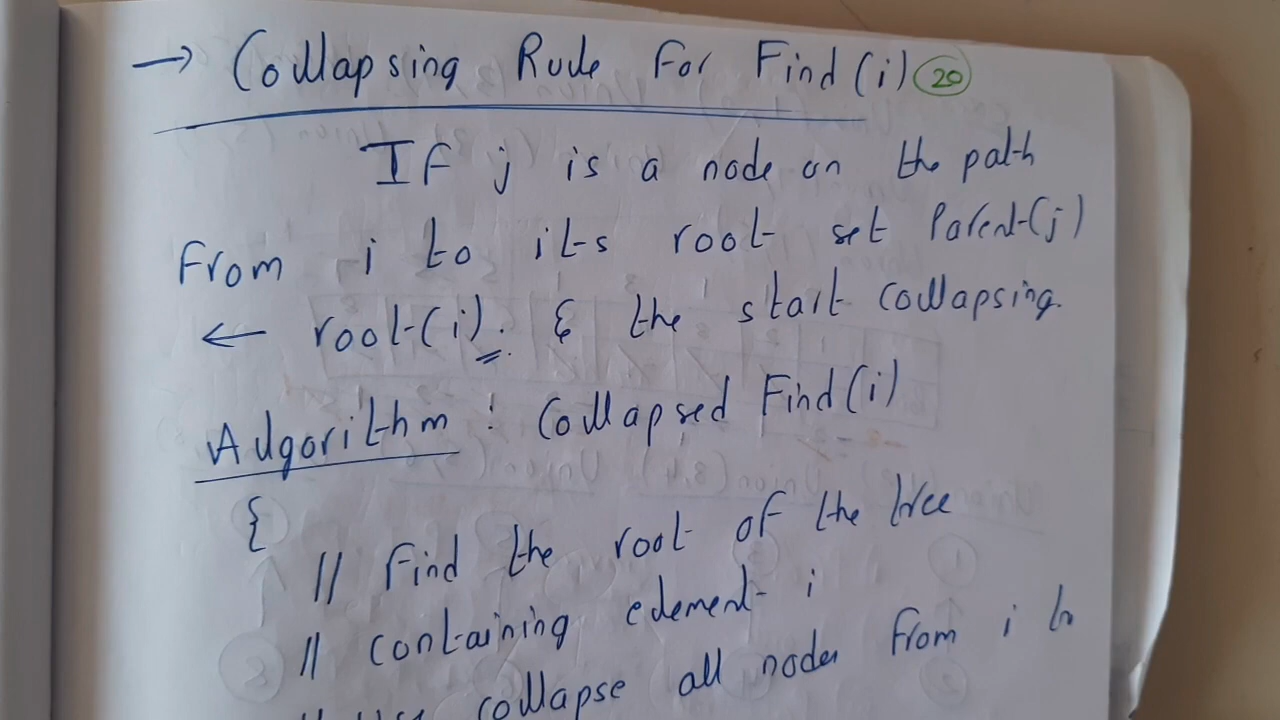 → Collapsing Rule for Find(i) 20
If j is a node on the path
from i to its root set Parent(j)
← root(i). & the start collapsing.
Algorithm : Collapsed Find(i)
{
// Find the root of the tree
// containing element i
// collapse all nodes from i to